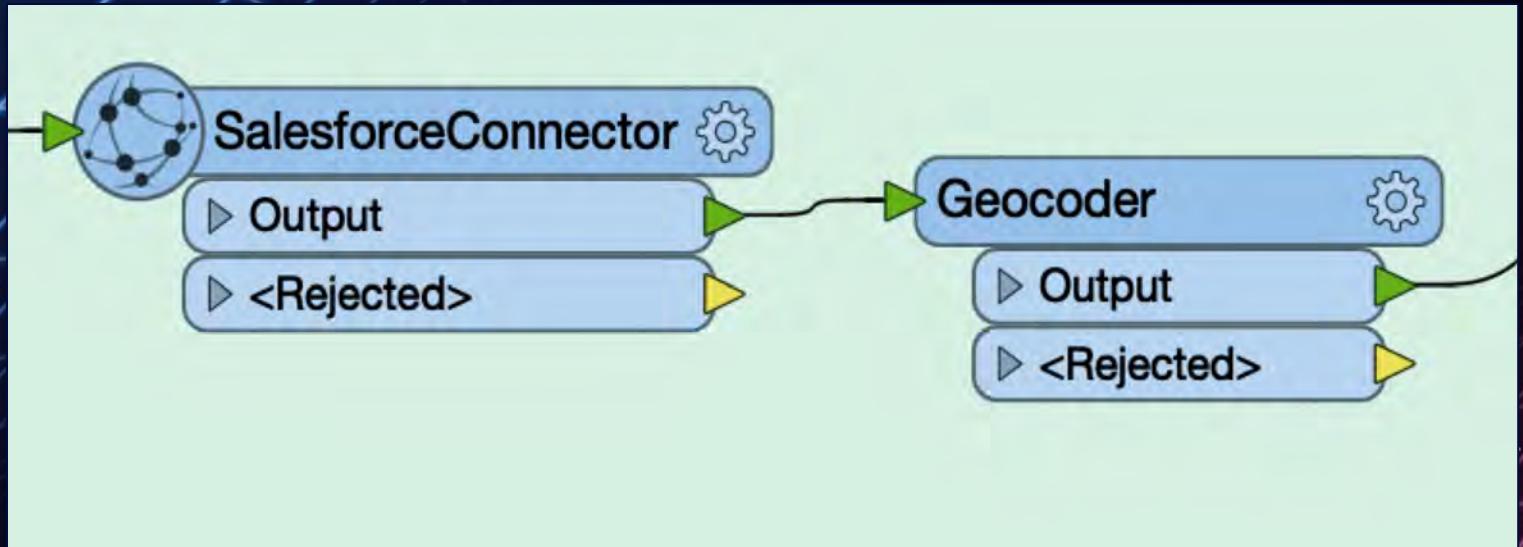 SalesforceConnector
Output
<Rejected>
Geocoder
Output
<Rejected>